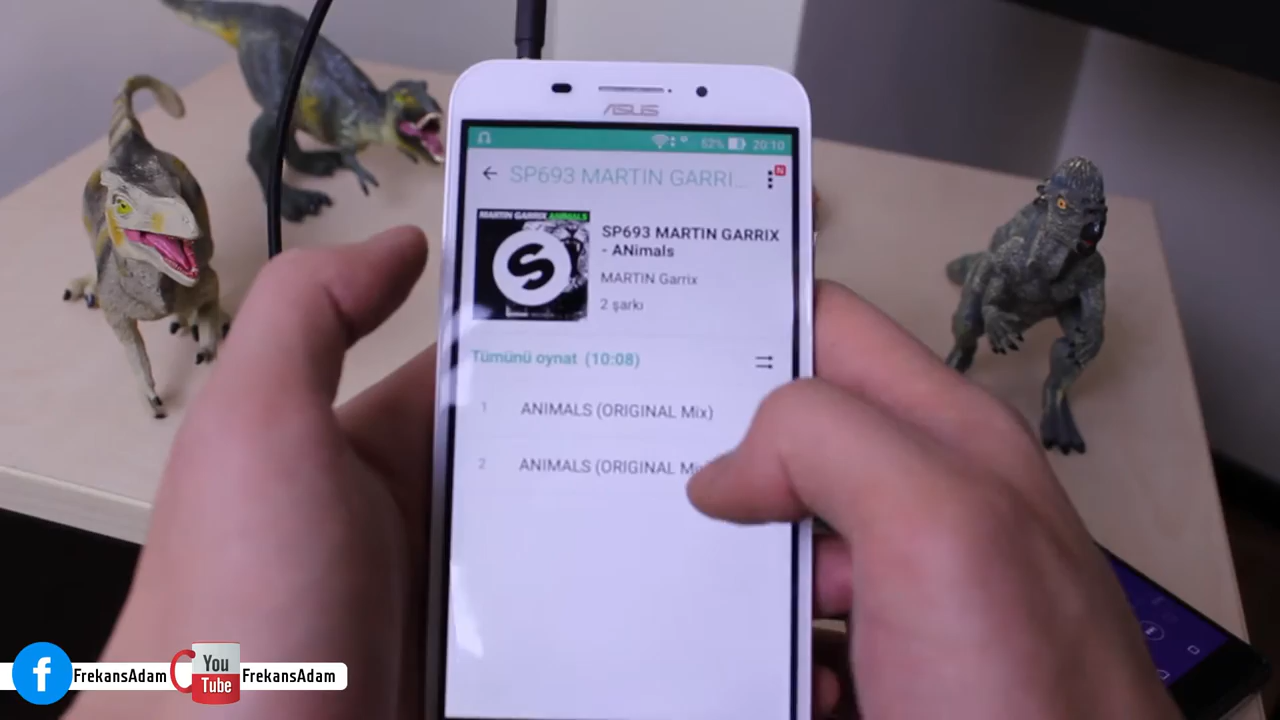 ASUS
52% 20:10
SP693 MARTIN GARRI...
N
MARTIN GARRIX ANIMALS
S
SP693 MARTIN GARRIX
- ANimals
MARTIN Garrix
2 şarkı
Tümünü oynat (10:08)
1 ANIMALS (ORIGINAL Mix)
2 ANIMALS (ORIGINAL
f FrekansAdam You Tube FrekansAdam